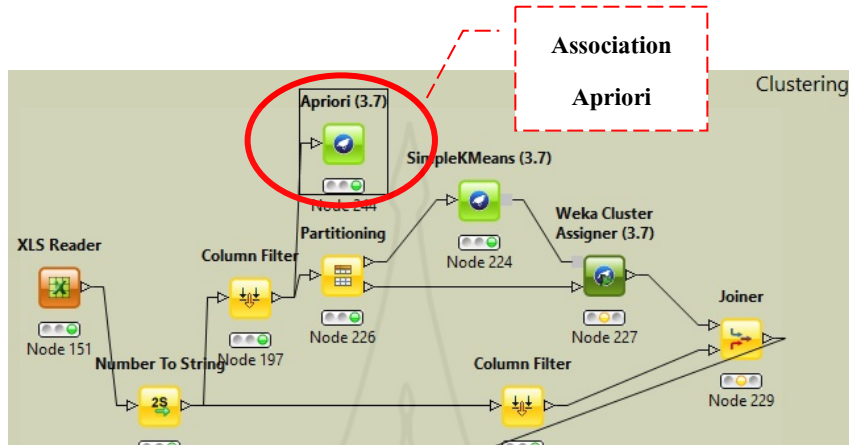 Association
Apriori
Clustering
Apriori (3.7)
Node 244
SimpleKMeans (3.7)
Node 224
Weka Cluster
Assigner (3.7)
Node 227
XLS Reader
Node 151
Column Filter
Node 197
Partitioning
Node 226
Joiner
Node 229
Number To String
2S
Column Filter